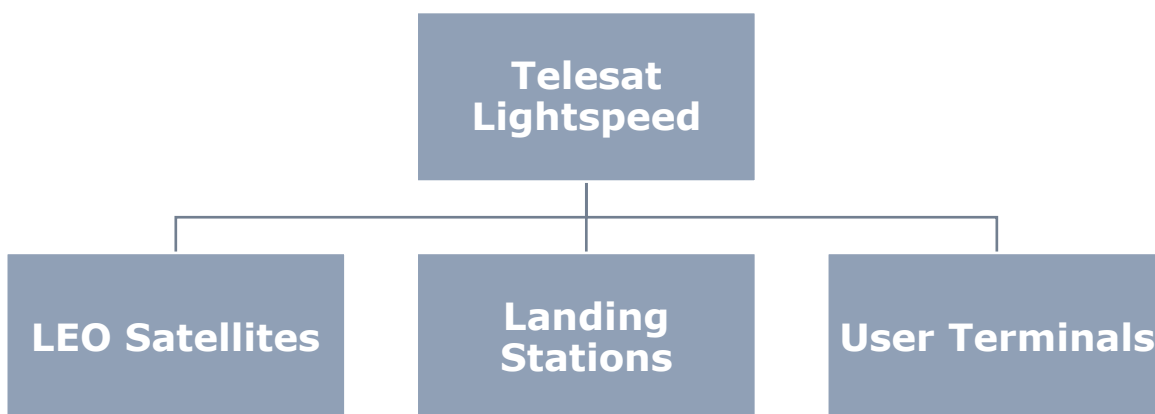 Telesat
Lightspeed
LEO Satellites
Landing
Stations
User Terminals